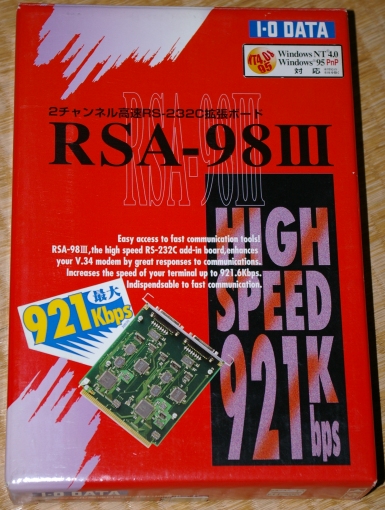 I-O DATA
Windows NT 4.0
Windows 95 PnP
対応
2チャンネル高速RS-232C拡張ボード
RSA-98III
RSA-98III
Easy access to fast communication tools!
RSA-98III,the high speed RS-232C add-in board,enhances
your V.34 modem by great responses to communications.
Increases the speed of your terminal up to 921.6Kbps.
Indispendsable to fast communication.
最大
921Kbps
HIGH
SPEED
921K
bps
I-O DATA